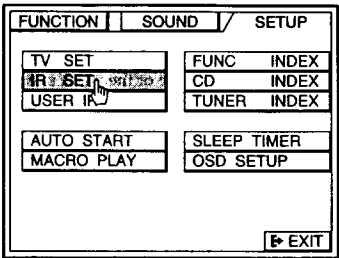 FUNCTION SOUND SETUP
TV SET FUNC INDEX
IR SET CD INDEX
USER TUNER INDEX
AUTO START SLEEP TIMER
MACRO PLAY OSD SETUP
EXIT